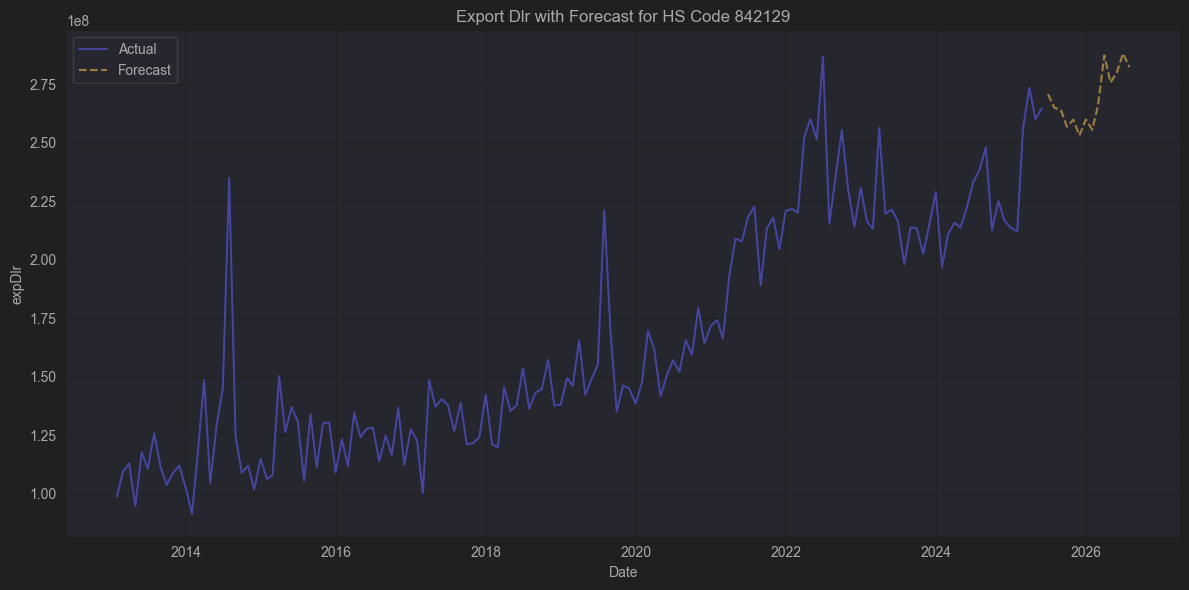 Export Dlr with Forecast for HS Code 842129
1e8
Actual
Forecast
2.75
2.50
2.25
2.00
1.75
1.50
1.25
1.00
expDlr
2014 2016 2018 2020 2022 2024 2026
Date